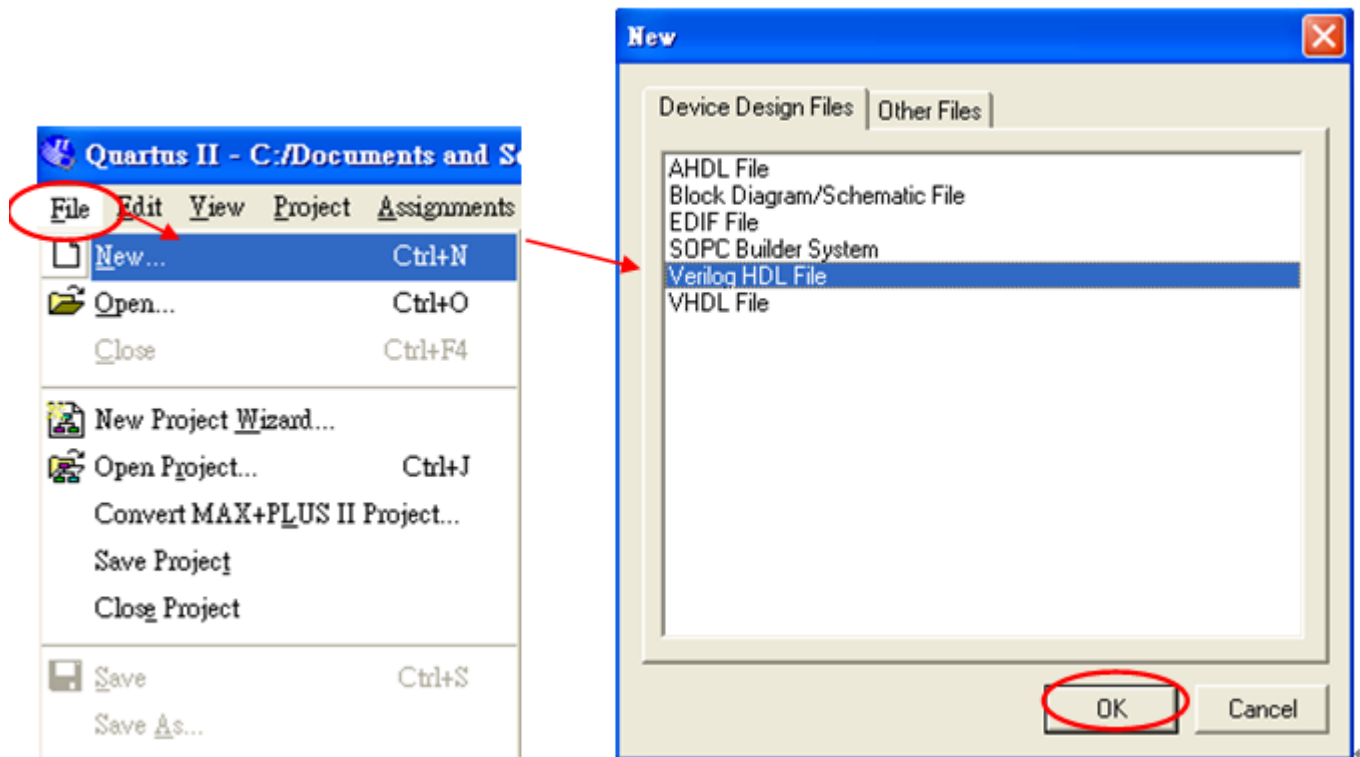 Quartus II - C:/Documents and S
File Edit View Project Assignments
New... Ctrl+N
Open... Ctrl+O
Close Ctrl+F4
New Project Wizard...
Open Project... Ctrl+J
Convert MAX+PLUS II Project...
Save Project
Close Project
Save Ctrl+S
Save As...
New
Device Design Files Other Files
AHDL File
Block Diagram/Schematic File
EDIF File
SOPC Builder System
Verilog HDL File
VHDL File
OK Cancel